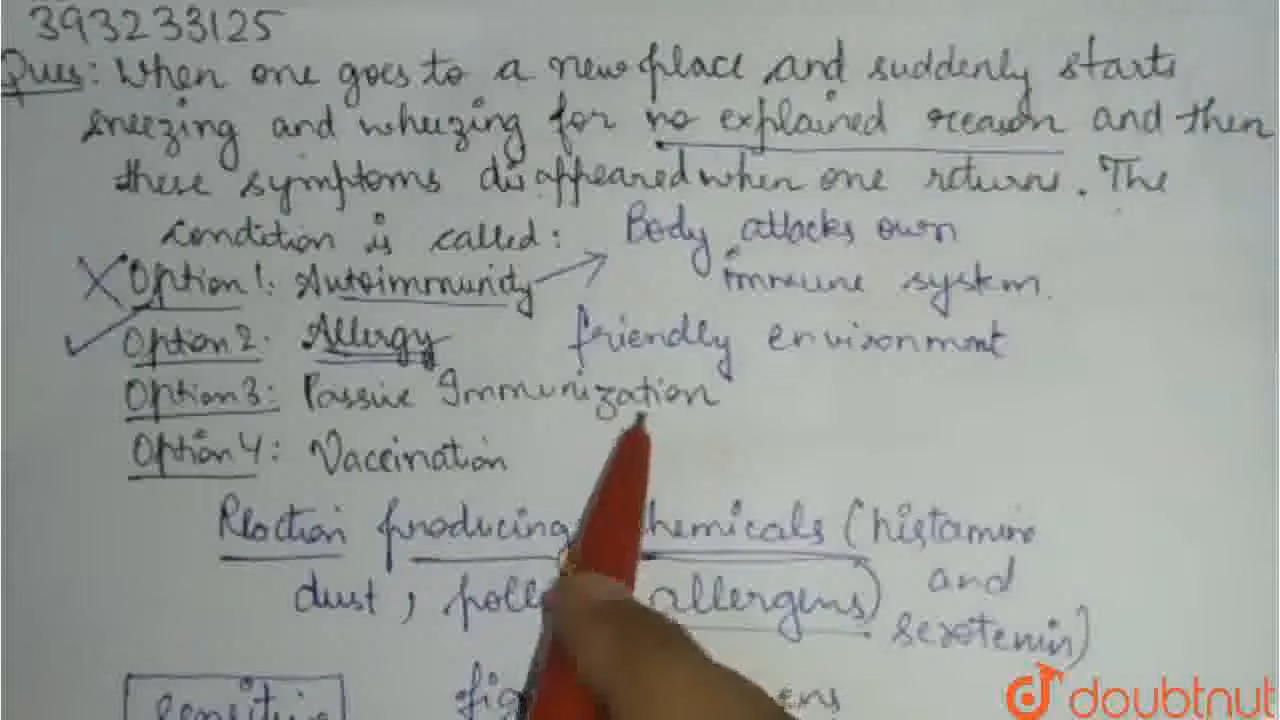 393233125
Ques: When one goes to a new place and suddenly starts
sneezing and wheezing for no explained reason and then
these symptoms disappeared when one returns. The
condition is called: Body attacks own
Option 1: Autoimmunity immune system.
Option 2: Allergy friendly environment
Option 3: Passive Immunization
Option 4: Vaccination
Reaction producing chemicals (histamine
dust, allergens) and
serotenin)
doubtnut